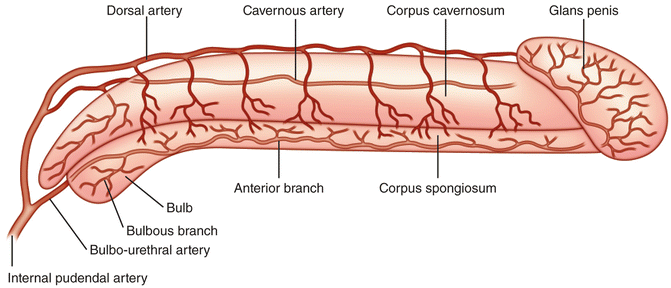 Dorsal artery
Cavernous artery
Corpus cavernosum
Glans penis
Anterior branch
Corpus spongiosum
Bulb
Bulbous branch
Bulbo-urethral artery
Internal pudendal artery